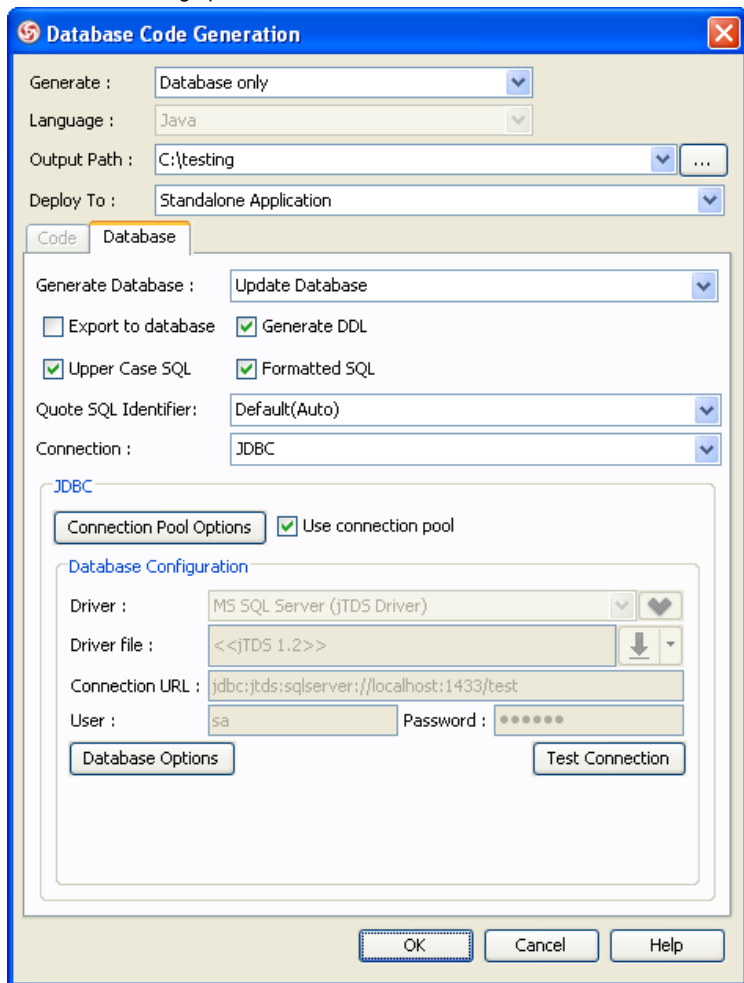 Database Code Generation
Generate : Database only
Language : Java
Output Path : C:\testing ...
Deploy To : Standalone Application
Code Database
Generate Database : Update Database
Export to database Generate DDL
Upper Case SQL Formatted SQL
Quote SQL Identifier: Default(Auto)
Connection : JDBC
JDBC
Connection Pool Options Use connection pool
Database Configuration
Driver : MS SQL Server (jTDS Driver)
Driver file : <<jTDS 1.2>>
Connection URL : jdbc:jtds:sqlserver://localhost:1433/test
User : sa Password : ●●●●●●
Database Options Test Connection
OK Cancel Help